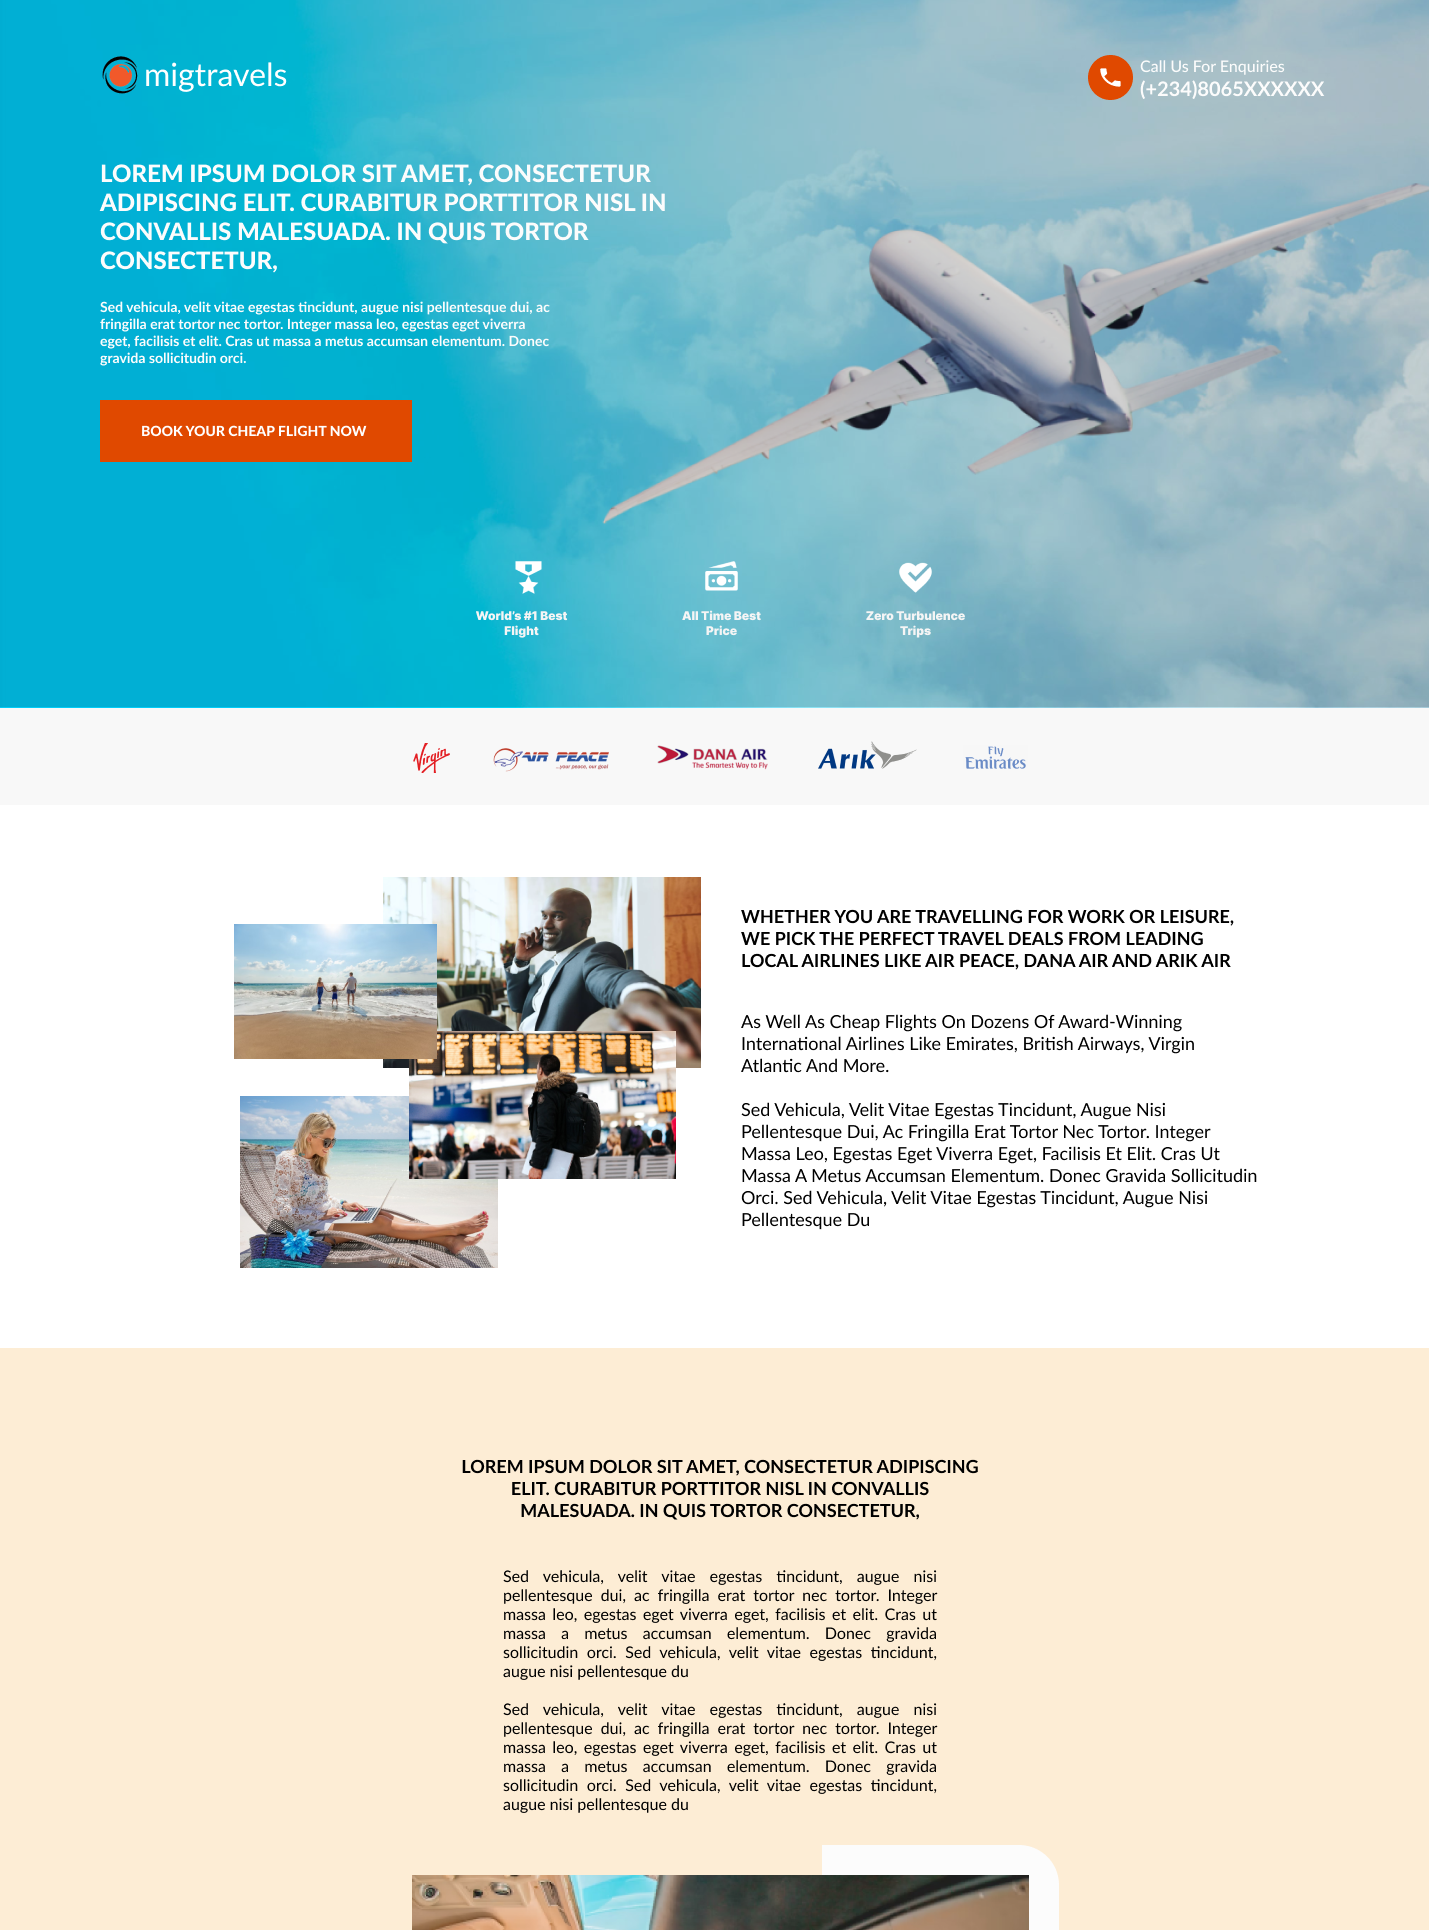 migtravels
Call Us For Enquiries
(+234)8065XXXXXX
LOREM IPSUM DOLOR SIT AMET, CONSECTETUR
ADIPISCING ELIT. CURABITUR PORTTITOR NISL IN
CONVALLIS MALESUADA. IN QUIS TORTOR
CONSECTETUR,
Sed vehicula, velit vitae egestas tincidunt, augue nisi pellentesque dui, ac
fringilla erat tortor nec tortor. Integer massa leo, egestas eget viverra
eget, facilisis et elit. Cras ut massa a metus accumsan elementum. Donec
gravida sollicitudin orci.
BOOK YOUR CHEAP FLIGHT NOW
World's #1 Best
Flight
All Time Best
Price
Zero Turbulence
Trips
Virgin
AIR PEACE
...your peace, our goal
DANA AIR
The Smartest Way to Fly
Arik
Fly
Emirates
WHETHER YOU ARE TRAVELLING FOR WORK OR LEISURE,
WE PICK THE PERFECT TRAVEL DEALS FROM LEADING
LOCAL AIRLINES LIKE AIR PEACE, DANA AIR AND ARIK AIR
As Well As Cheap Flights On Dozens Of Award-Winning
International Airlines Like Emirates, British Airways, Virgin
Atlantic And More.
Sed Vehicula, Velit Vitae Egestas Tincidunt, Augue Nisi
Pellentesque Dui, Ac Fringilla Erat Tortor Nec Tortor. Integer
Massa Leo, Egestas Eget Viverra Eget, Facilisis Et Elit. Cras Ut
Massa A Metus Accumsan Elementum. Donec Gravida Sollicitudin
Orci. Sed Vehicula, Velit Vitae Egestas Tincidunt, Augue Nisi
Pellentesque Du
LOREM IPSUM DOLOR SIT AMET, CONSECTETUR ADIPISCING
ELIT. CURABITUR PORTTITOR NISL IN CONVALLIS
MALESUADA. IN QUIS TORTOR CONSECTETUR,
Sed vehicula, velit vitae egestas tincidunt, augue nisi
pellentesque dui, ac fringilla erat tortor nec tortor. Integer
massa leo, egestas eget viverra eget, facilisis et elit. Cras ut
massa a metus accumsan elementum. Donec gravida
sollicitudin orci. Sed vehicula, velit vitae egestas tincidunt,
augue nisi pellentesque du
Sed vehicula, velit vitae egestas tincidunt, augue nisi
pellentesque dui, ac fringilla erat tortor nec tortor. Integer
massa leo, egestas eget viverra eget, facilisis et elit. Cras ut
massa a metus accumsan elementum. Donec gravida
sollicitudin orci. Sed vehicula, velit vitae egestas tincidunt,
augue nisi pellentesque du